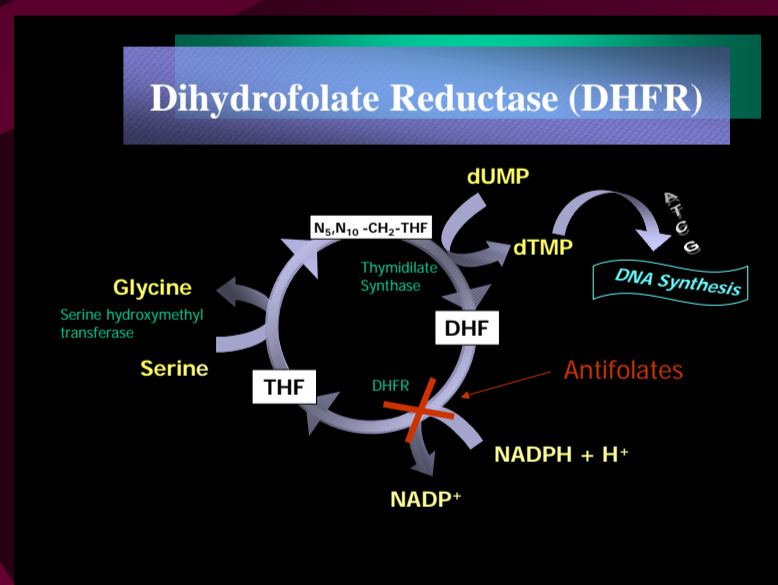 Dihydrofolate Reductase (DHFR)
dUMP
N₅,N₁₀ -CH₂-THF
A T C G
dTMP
Thymidilate
Synthase
DNA Synthesis
Glycine
Serine hydroxymethyl
transferase
DHF
Serine
THF
DHFR
Antifolates
NADPH + H⁺
NADP⁺